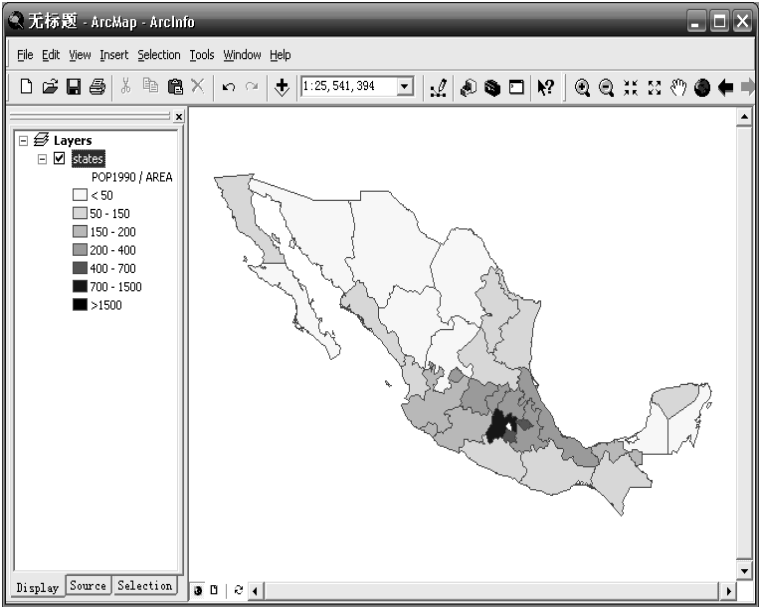 无标题 - ArcMap - ArcInfo
File Edit View Insert Selection Tools Window Help
1:25,541,394
Layers
states
POP1990 / AREA
< 50
50 - 150
150 - 200
200 - 400
400 - 700
700 - 1500
>1500
Display Source Selection